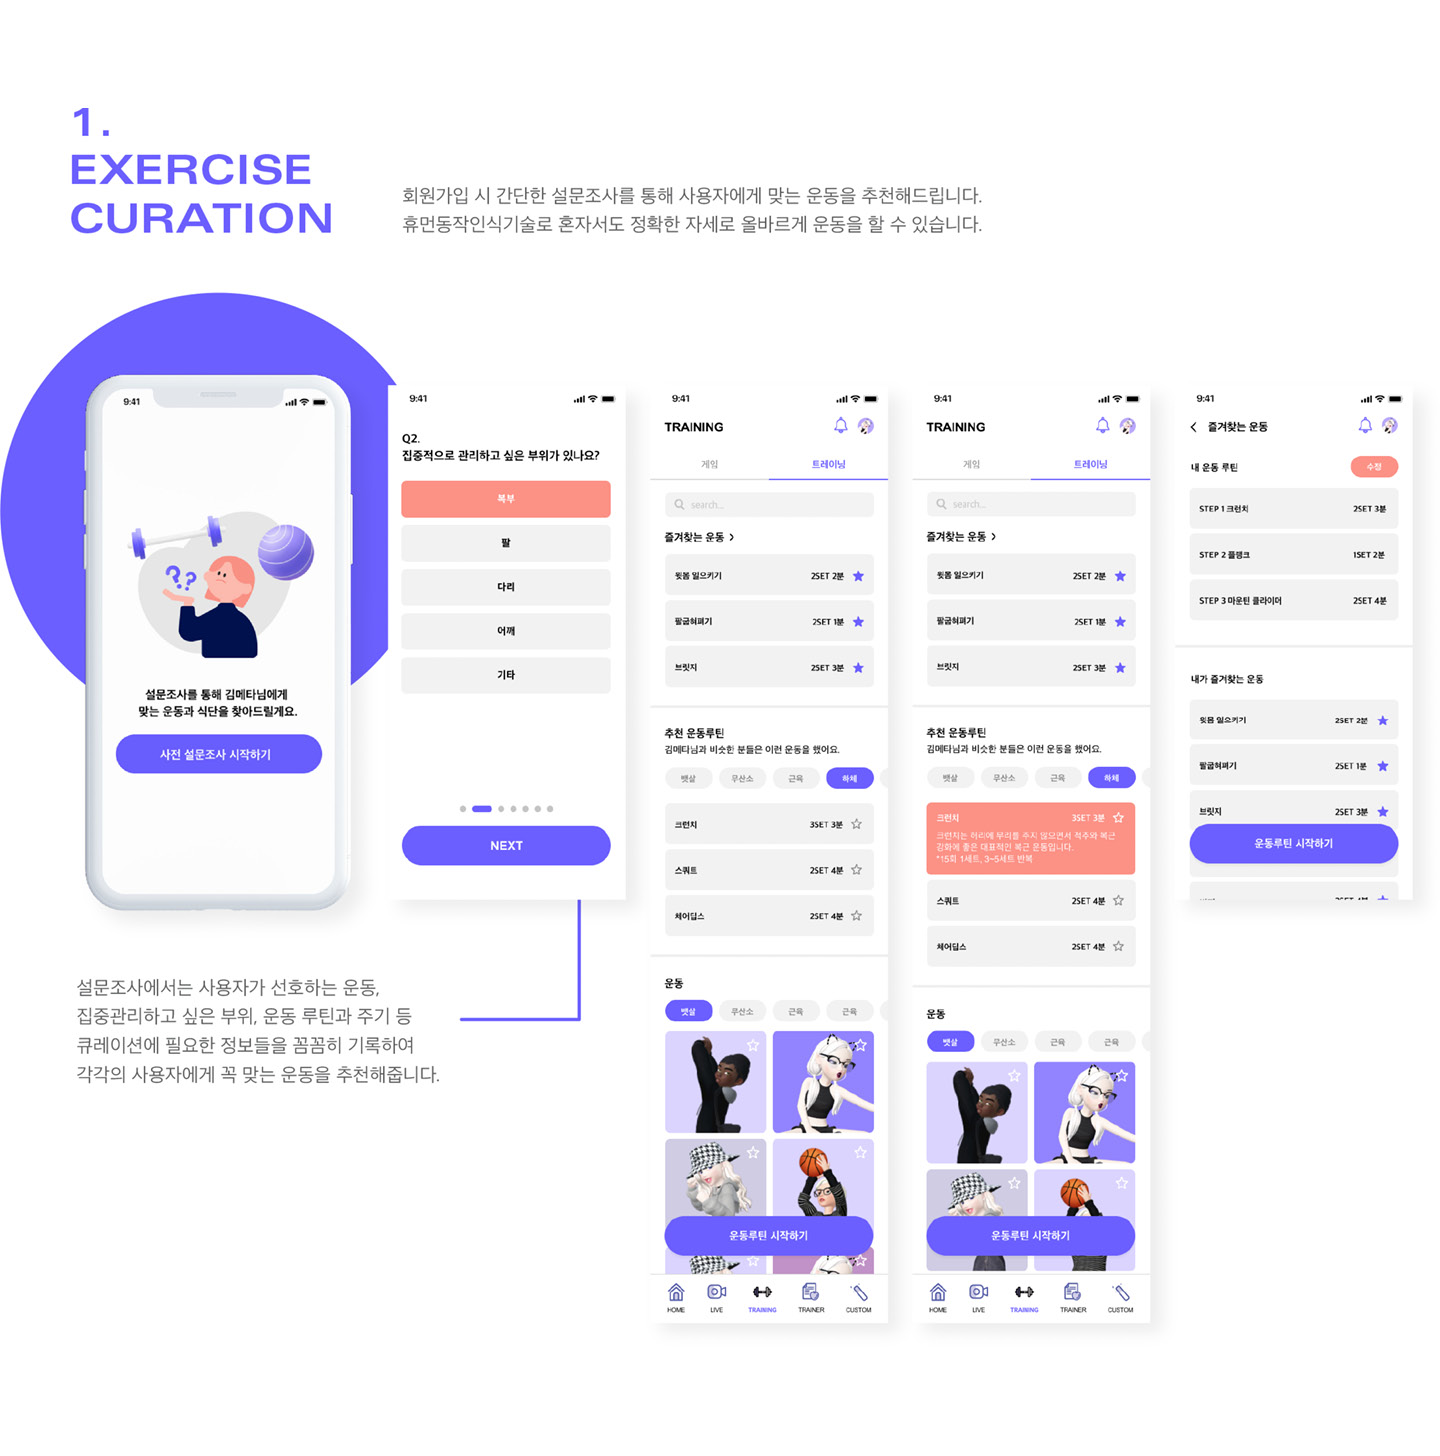 1.
EXERCISE
CURATION
회원가입 시 간단한 설문조사를 통해 사용자에게 맞는 운동을 추천해드립니다.
휴먼동작인식기술로 혼자서도 정확한 자세로 올바르게 운동을 할 수 있습니다.
9:41
??
설문조사를 통해 김메타님에게
맞는 운동과 식단을 찾아드릴게요.
사전 설문조사 시작하기
설문조사에서는 사용자가 선호하는 운동,
집중관리하고 싶은 부위, 운동 루틴과 주기 등
큐레이션에 필요한 정보들을 꼼꼼히 기록하여
각각의 사용자에게 꼭 맞는 운동을 추천해줍니다.
9:41
Q2.
집중적으로 관리하고 싶은 부위가 있나요?
복부
팔
다리
어깨
기타
NEXT
9:41
TRAINING
게임 트레이닝
search...
즐겨찾는 운동 >
윗몸 일으키기 2SET 2분
팔굽혀펴기 2SET 1분
브릿지 2SET 3분
추천 운동루틴
김메타님과 비슷한 분들은 이런 운동을 했어요.
뱃살 무산소 근육 하체
크런치 3SET 3분
스쿼트 2SET 4분
체어딥스 2SET 4분
운동
뱃살 무산소 근육 근육
운동루틴 시작하기
HOME LIVE TRAINING TRAINER CUSTOM
9:41
TRAINING
게임 트레이닝
search...
즐겨찾는 운동 >
윗몸 일으키기 2SET 2분
팔굽혀펴기 2SET 1분
브릿지 2SET 3분
추천 운동루틴
김메타님과 비슷한 분들은 이런 운동을 했어요.
뱃살 무산소 근육 하체
크런치 3SET 3분
크런치는 허리에 무리를 주지 않으면서 척추와 복근
강화에 좋은 대표적인 복근 운동입니다.
*15회 1세트, 3~5세트 반복
스쿼트 2SET 4분
체어딥스 2SET 4분
운동
뱃살 무산소 근육 근육
운동루틴 시작하기
HOME LIVE TRAINING TRAINER CUSTOM
9:41
< 즐겨찾는 운동
내 운동 루틴 수정
STEP 1 크런치 2SET 3분
STEP 2 플랭크 1SET 2분
STEP 3 마운틴 클라이더 2SET 4분
내가 즐겨찾는 운동
윗몸 일으키기 2SET 2분
팔굽혀펴기 2SET 1분
브릿지 2SET 3분
운동루틴 시작하기